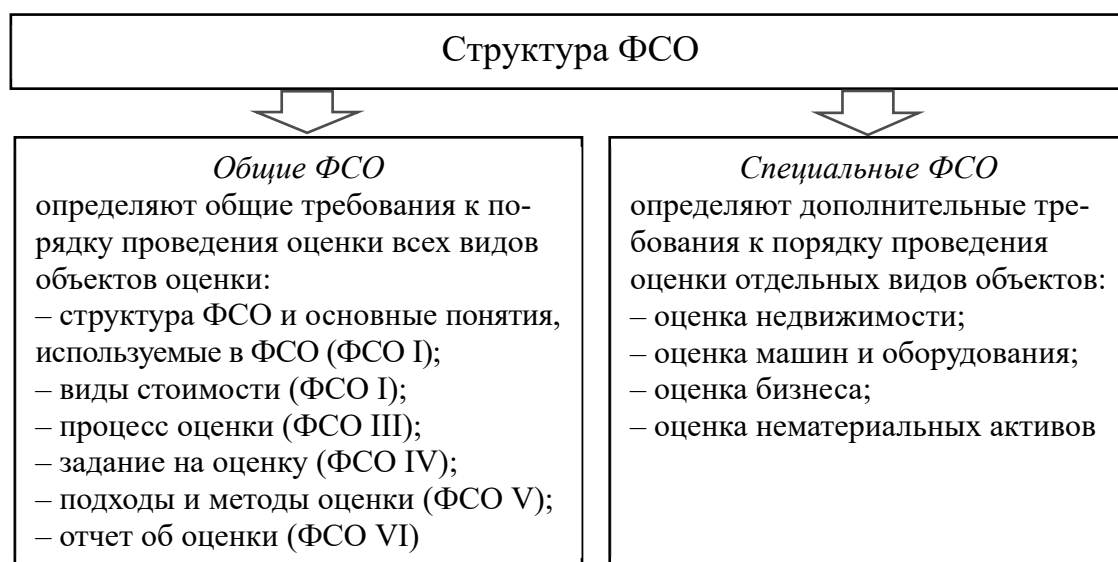 Структура ФСО
Общие ФСО
определяют общие требования к по-
рядку проведения оценки всех видов
объектов оценки:
– структура ФСО и основные понятия,
используемые в ФСО (ФСО I);
– виды стоимости (ФСО I);
– процесс оценки (ФСО III);
– задание на оценку (ФСО IV);
– подходы и методы оценки (ФСО V);
– отчет об оценки (ФСО VI)
Специальные ФСО
определяют дополнительные тре-
бования к порядку проведения
оценки отдельных видов объектов:
– оценка недвижимости;
– оценка машин и оборудования;
– оценка бизнеса;
– оценка нематериальных активов